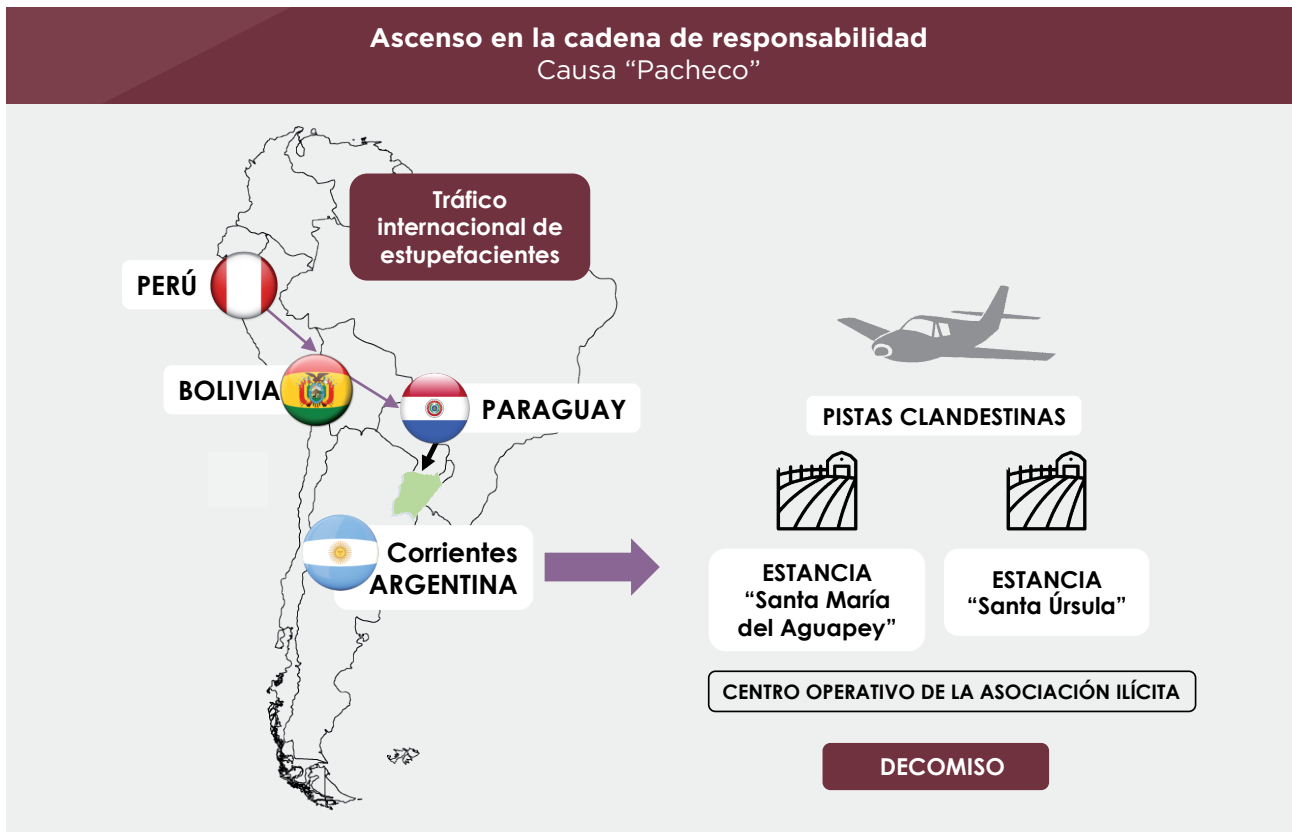 Ascenso en la cadena de responsabilidad
Causa “Pacheco”
Tráfico
internacional de
estupefacientes
PERÚ
BOLIVIA
PARAGUAY
Corrientes
ARGENTINA
PISTAS CLANDESTINAS
ESTANCIA
“Santa María
del Aguapey”
ESTANCIA
“Santa Úrsula”
CENTRO OPERATIVO DE LA ASOCIACIÓN ILÍCITA
DECOMISO